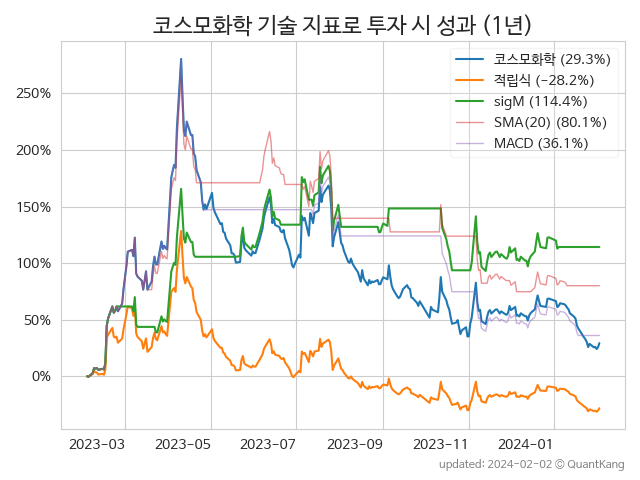 코스모화학 기술 지표로 투자 시 성과 (1년)
코스모화학 (29.3%)
적립식 (-28.2%)
sigM (114.4%)
SMA(20) (80.1%)
MACD (36.1%)
250%
200%
150%
100%
50%
0%
2023-03 2023-05 2023-07 2023-09 2023-11 2024-01
updated: 2024-02-02 ⓒ QuantKang